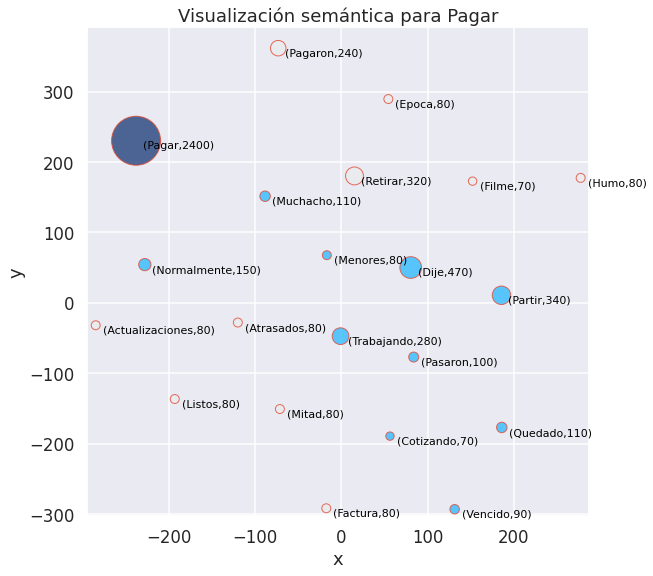 Visualización semántica para Pagar
(Pagaron,240)
300
(Epoca,80)
(Pagar,2400)
200
(Retirar,320)
(Filme,70)
(Humo,80)
(Muchacho,110)
100
(Menores,80)
(Normalmente,150)
(Dije,470)
y
0
(Partir,340)
(Actualizaciones,80)
(Atrasados,80)
(Trabajando,280)
(Pasaron,100)
−100
(Listos,80)
(Mitad,80)
(Quedado,110)
(Cotizando,70)
−200
(Factura,80)
(Vencido,90)
−300
−200
−100
0
100
200
x